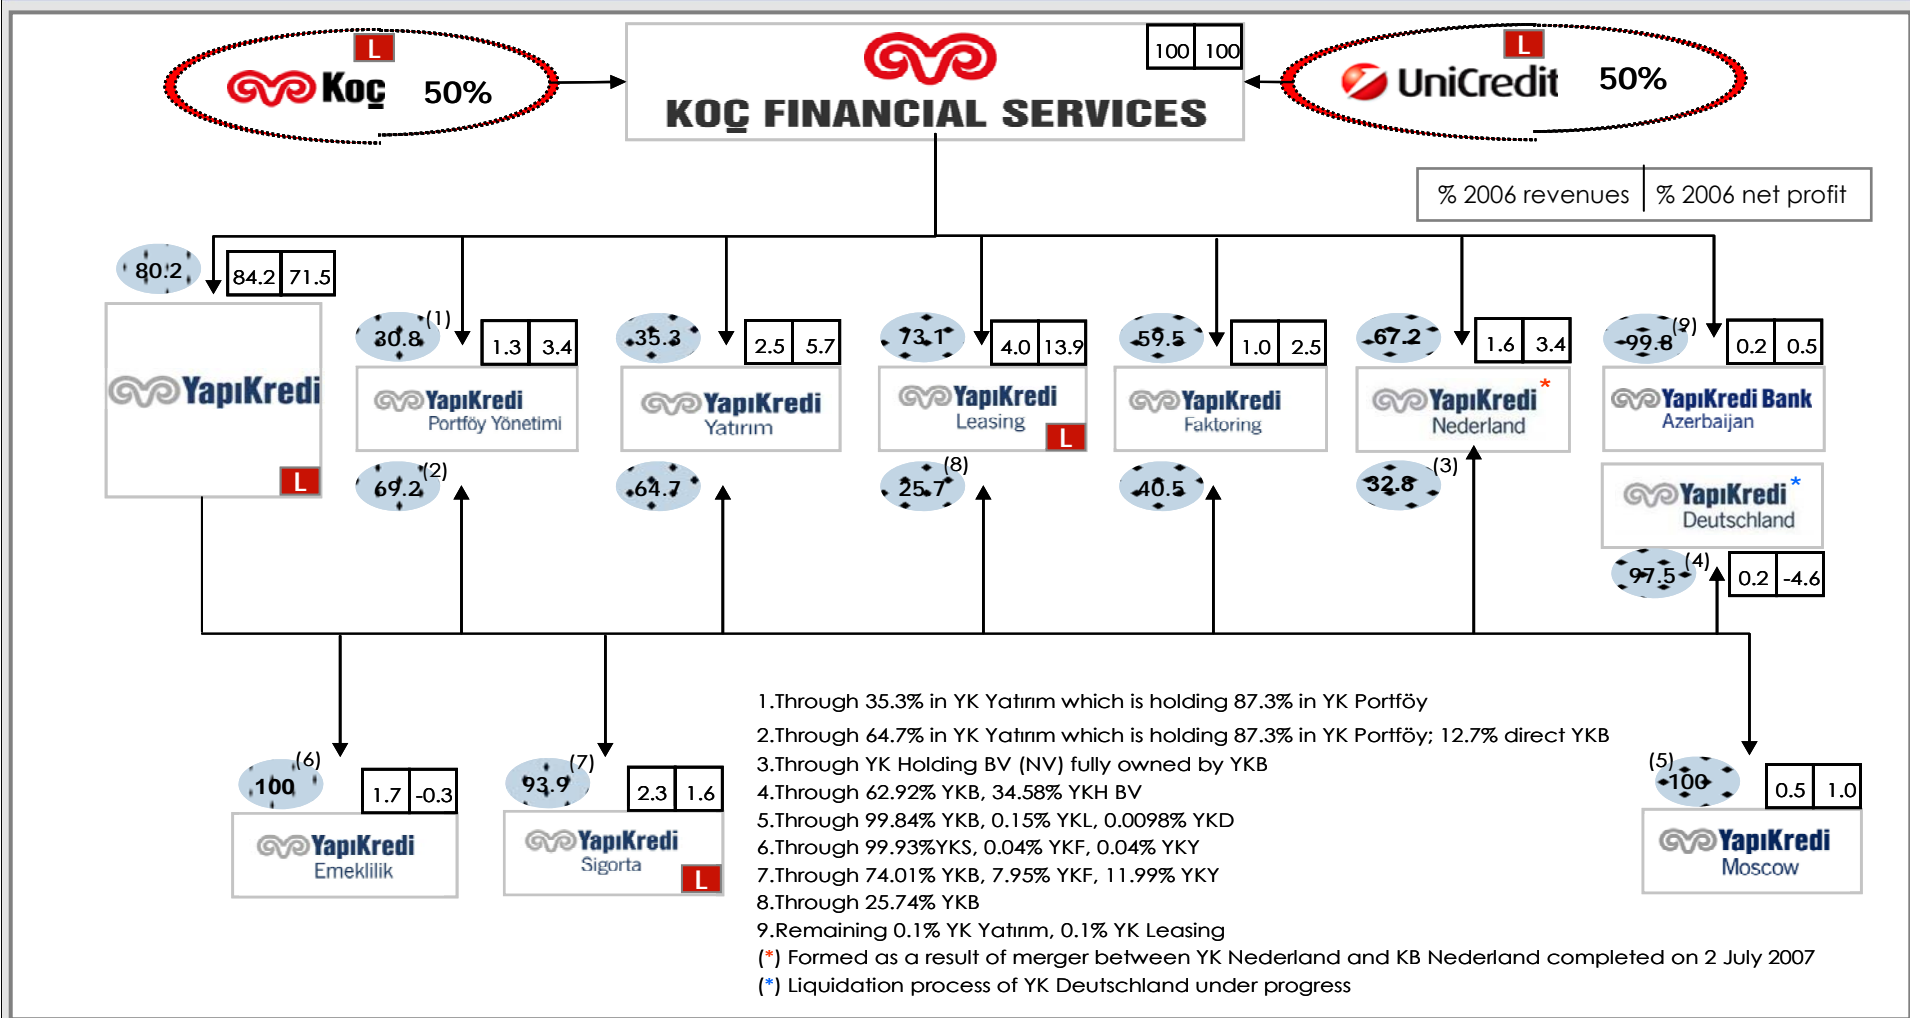 L
Koç 50%
KOÇ FINANCIAL SERVICES
100 100
L
UniCredit 50%
% 2006 revenues % 2006 net profit
80.2
84.2 71.5
YapıKredi
L
30.8 (1)
1.3 3.4
YapıKredi
Portföy Yönetimi
69.2 (2)
35.3
2.5 5.7
YapıKredi
Yatırım
64.7
73.1
4.0 13.9
YapıKredi
Leasing
L
25.7 (8)
59.5
1.0 2.5
YapıKredi
Faktoring
40.5
67.2
1.6 3.4
YapıKredi *
Nederland
32.8 (3)
99.8 (9)
0.2 0.5
YapıKredi Bank
Azerbaijan
YapıKredi *
Deutschland
97.5 (4)
0.2 -4.6
100 (6)
1.7 -0.3
YapıKredi
Emeklilik
93.9 (7)
2.3 1.6
YapıKredi
Sigorta
L
(5) 100
0.5 1.0
YapıKredi
Moscow
1.Through 35.3% in YK Yatırım which is holding 87.3% in YK Portföy
2.Through 64.7% in YK Yatırım which is holding 87.3% in YK Portföy; 12.7% direct YKB
3.Through YK Holding BV (NV) fully owned by YKB
4.Through 62.92% YKB, 34.58% YKH BV
5.Through 99.84% YKB, 0.15% YKL, 0.0098% YKD
6.Through 99.93%YKS, 0.04% YKF, 0.04% YKY
7.Through 74.01% YKB, 7.95% YKF, 11.99% YKY
8.Through 25.74% YKB
9.Remaining 0.1% YK Yatırım, 0.1% YK Leasing
(*) Formed as a result of merger between YK Nederland and KB Nederland completed on 2 July 2007
(*) Liquidation process of YK Deutschland under progress